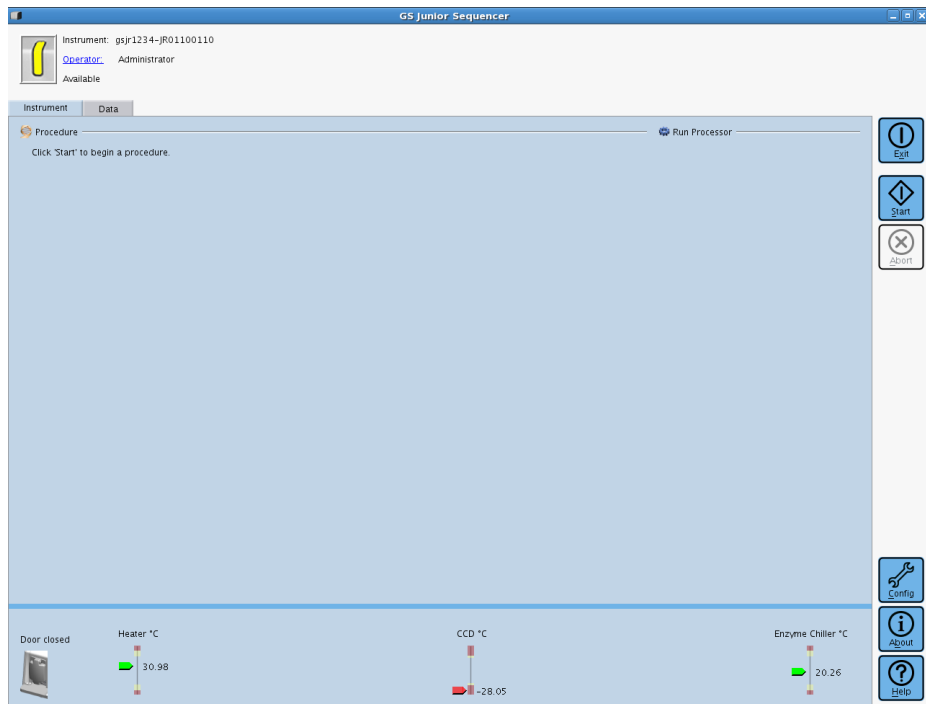 GS Junior Sequencer
Instrument: gsjr1234-JR01100110
Operator: Administrator
Available
Instrument Data
Procedure Run Processor
Click 'Start' to begin a procedure.
Exit
Start
Abort
Config
About
Help
Door closed
Heater °C
30.98
CCD °C
-28.05
Enzyme Chiller °C
20.26